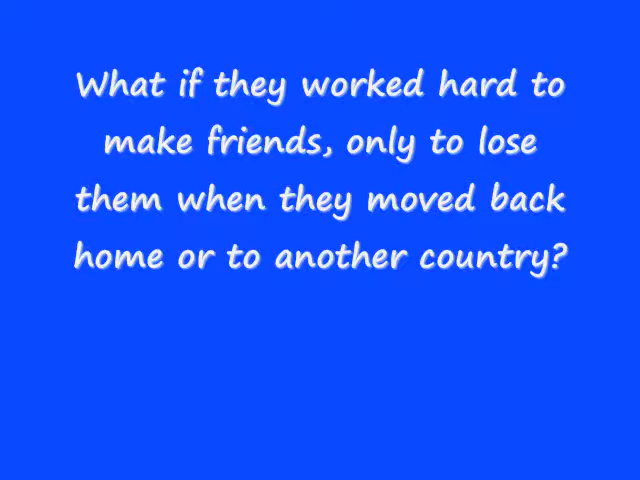 What if they worked hard to
make friends, only to lose
them when they moved back
home or to another country?